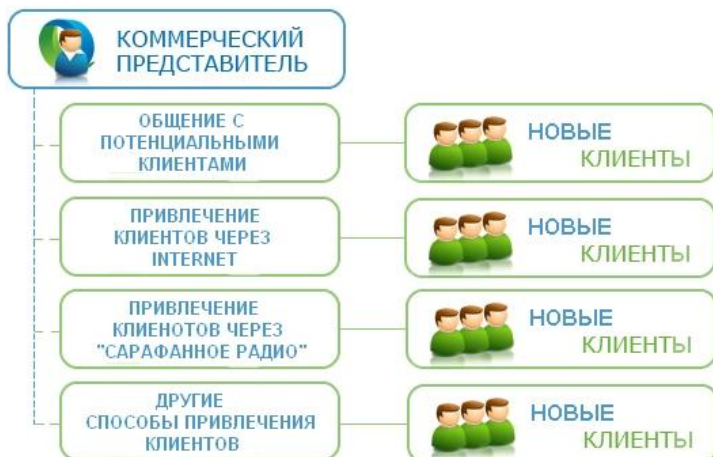 КОММЕРЧЕСКИЙ
ПРЕДСТАВИТЕЛЬ
ОБЩЕНИЕ С
ПОТЕНЦИАЛЬНЫМИ
КЛИЕНТАМИ
НОВЫЕ
КЛИЕНТЫ
ПРИВЛЕЧЕНИЕ
КЛИЕНТОВ ЧЕРЕЗ
INTERNET
НОВЫЕ
КЛИЕНТЫ
ПРИВЛЕЧЕНИЕ
КЛИЕНОТОВ ЧЕРЕЗ
"САРАФАННОЕ РАДИО"
НОВЫЕ
КЛИЕНТЫ
ДРУГИЕ
СПОСОБЫ ПРИВЛЕЧЕНИЯ
КЛИЕНТОВ
НОВЫЕ
КЛИЕНТЫ